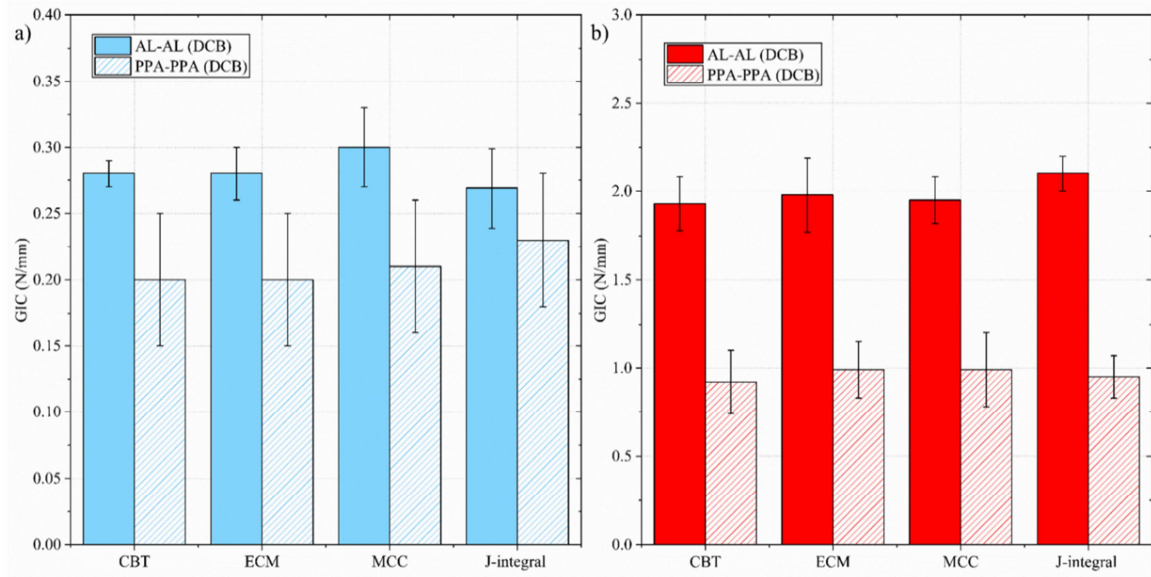 a)
AL-AL (DCB)
PPA-PPA (DCB)
GIC (N/mm)
0.40
0.35
0.30
0.25
0.20
0.15
0.10
0.05
0.00
CBT
ECM
MCC
J-integral
b)
AL-AL (DCB)
PPA-PPA (DCB)
GIC (N/mm)
3.0
2.5
2.0
1.5
1.0
0.5
0.0
CBT
ECM
MCC
J-integral